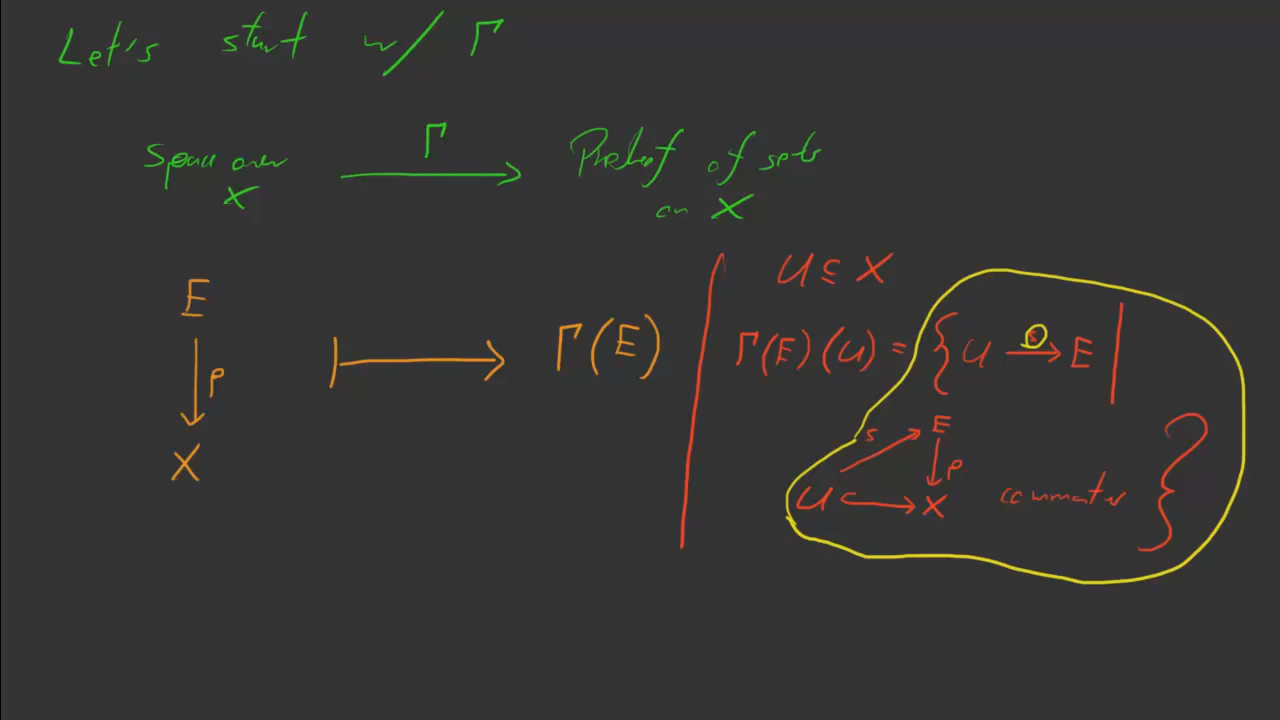 Let's start w/ Γ
Space over X
Γ
Presheaf of sets on X
E
p
X
Γ(E)
U ⊆ X
Γ(E)(U) = { U s E |
E
s
p
U X commutes }